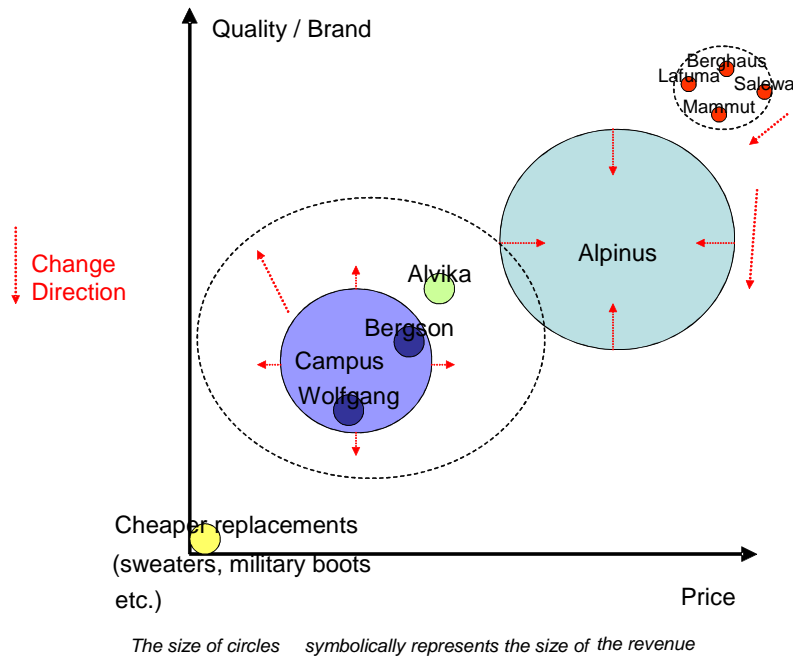 Quality / Brand
Berghaus
Lafuma
Salewa
Mammut
Change
Direction
Alpinus
Alvika
Bergson
Campus
Wolfgang
Cheaper replacements
(sweaters, military boots
etc.)
Price
The size of circles symbolically represents the size of the revenue